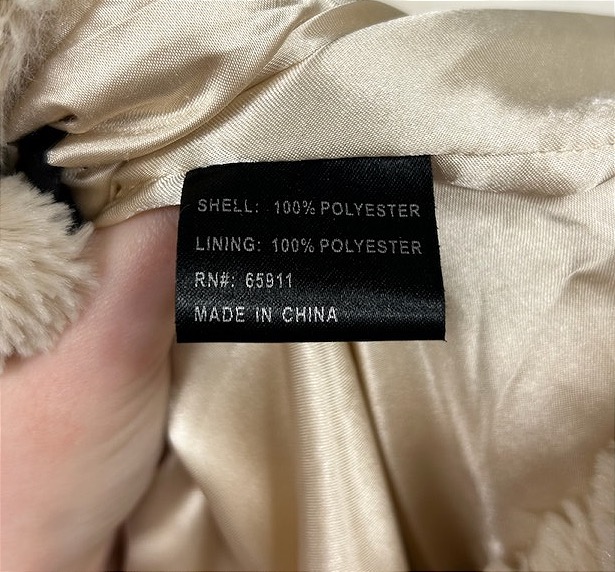 SHELL: 100% POLYESTER
LINING: 100% POLYESTER
RN#: 65911
MADE IN CHINA